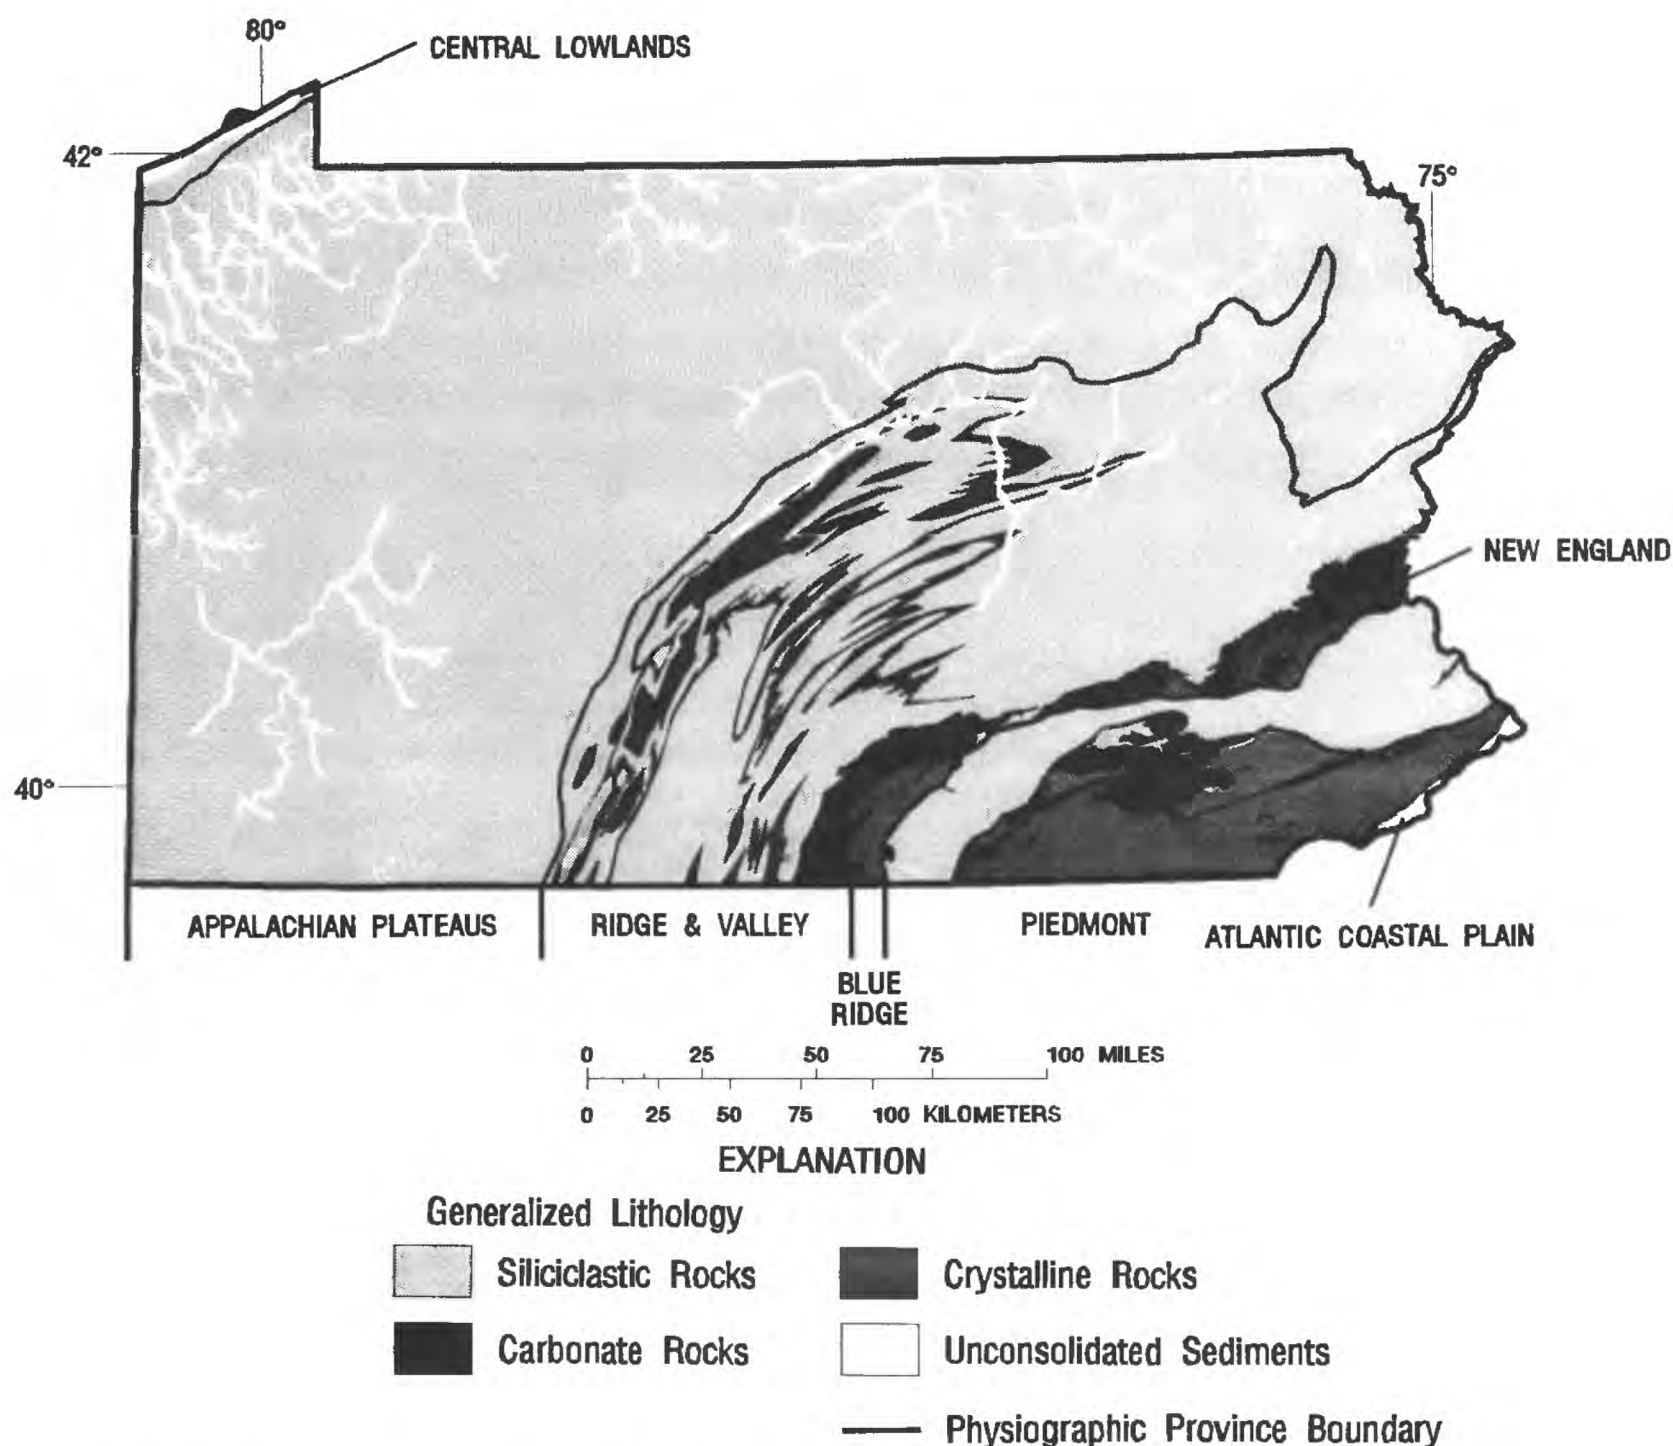 80°
CENTRAL LOWLANDS
42°
75°
NEW ENGLAND
40°
APPALACHIAN PLATEAUS
RIDGE & VALLEY
PIEDMONT
ATLANTIC COASTAL PLAIN
BLUE
RIDGE
0 25 50 75 100 MILES
0 25 50 75 100 KILOMETERS
EXPLANATION
Generalized Lithology
Siliciclastic Rocks
Crystalline Rocks
Carbonate Rocks
Unconsolidated Sediments
Physiographic Province Boundary